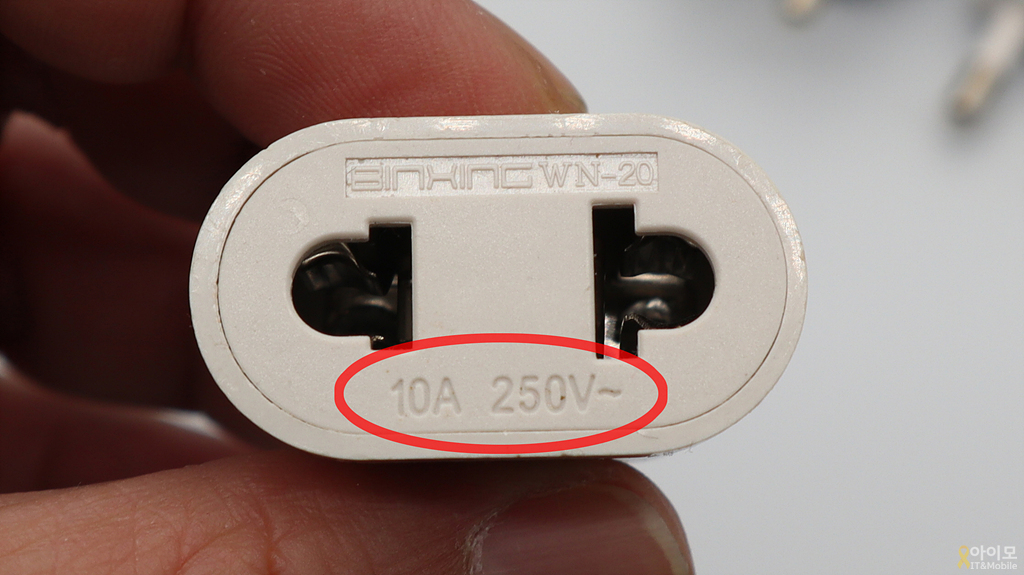 BINXING WN-20
10A 250V~
아이모
IT&Mobile